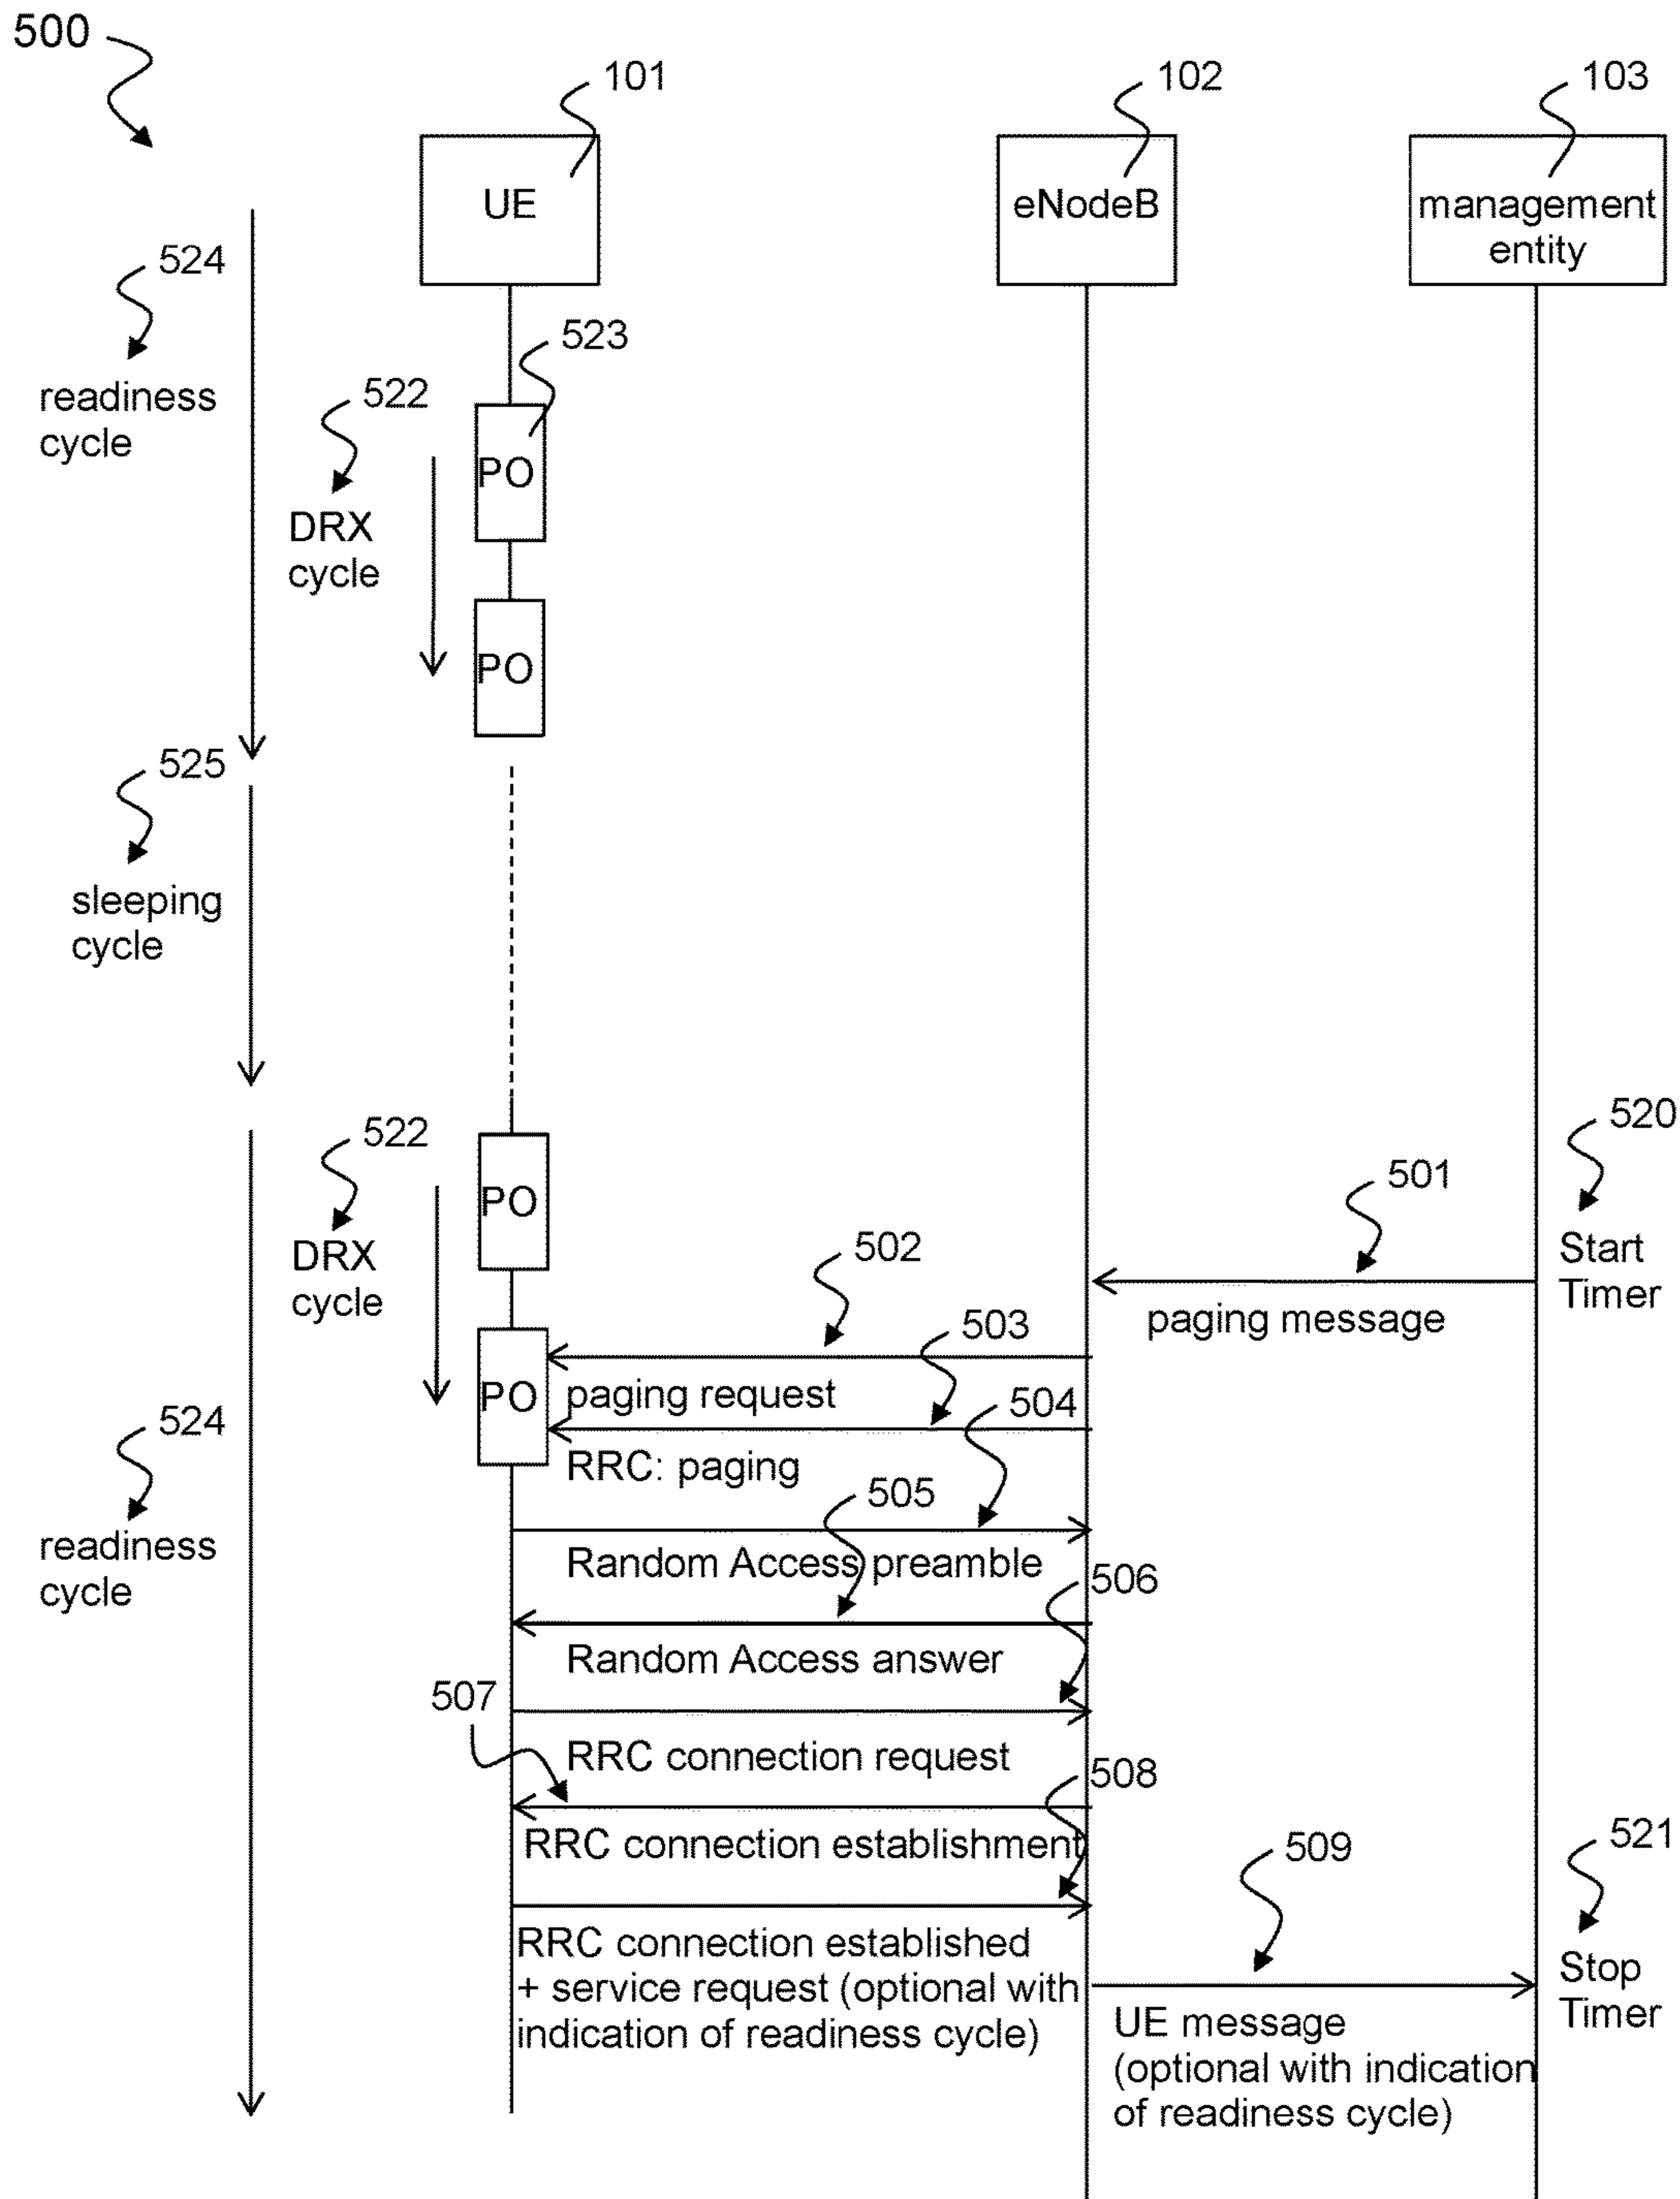 500
101
102
103
UE
eNodeB
management
entity
524
readiness
cycle
523
522
DRX
cycle
PO
PO
525
sleeping
cycle
522
DRX
cycle
PO
520
Start
Timer
501
paging message
502
503
PO
paging request
504
RRC: paging
524
readiness
cycle
505
Random Access preamble
506
Random Access answer
507
RRC connection request
508
RRC connection establishment
509
521
Stop
Timer
RRC connection established
+ service request (optional with
indication of readiness cycle)
UE message
(optional with indication
of readiness cycle)